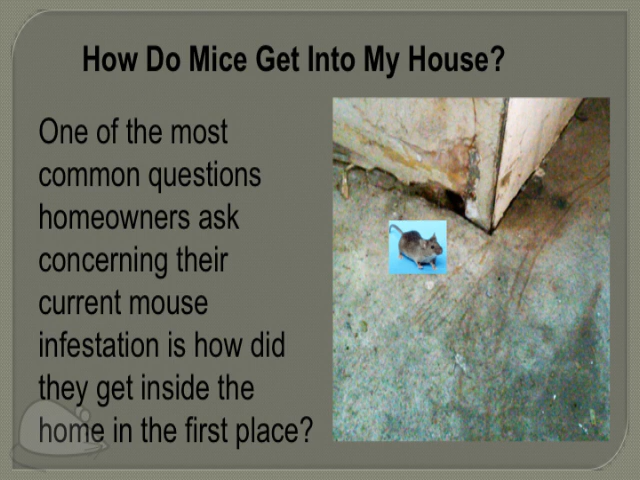 How Do Mice Get Into My House?
One of the most
common questions
homeowners ask
concerning their
current mouse
infestation is how did
they get inside the
home in the first place?